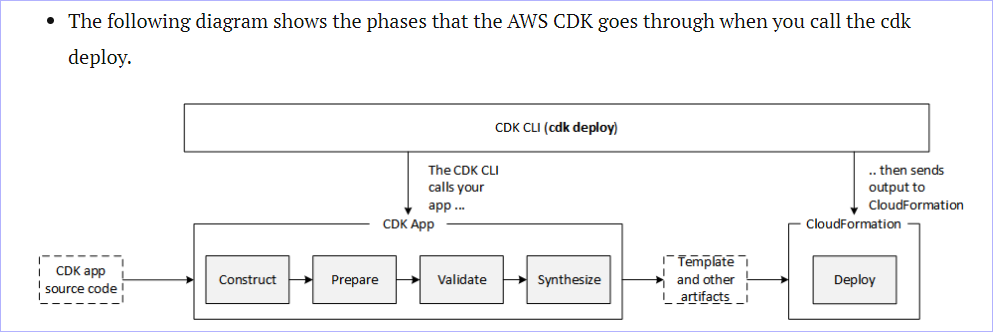 • The following diagram shows the phases that the AWS CDK goes through when you call the cdk
deploy.
CDK CLI (cdk deploy)
The CDK CLI
calls your
app ...
.. then sends
output to
CloudFormation
CDK App
CloudFormation
CDK app
source code
Construct
Prepare
Validate
Synthesize
Template
and other
artifacts
Deploy